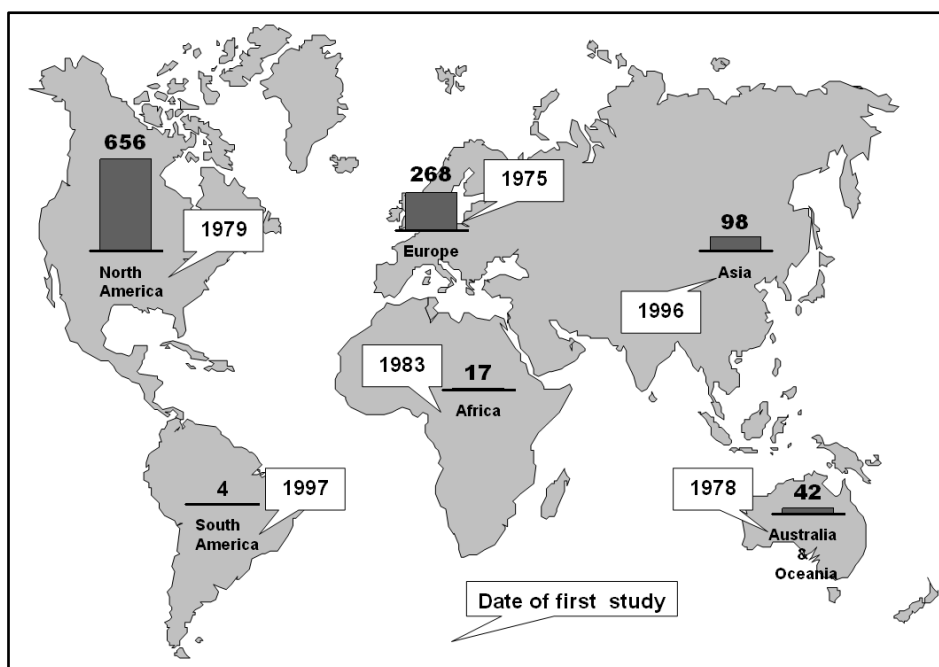 656
1979
North
America
268
1975
Europe
98
Asia
1996
1983
17
Africa
4
1997
South
America
1978
42
Australia
&
Oceania
Date of first study